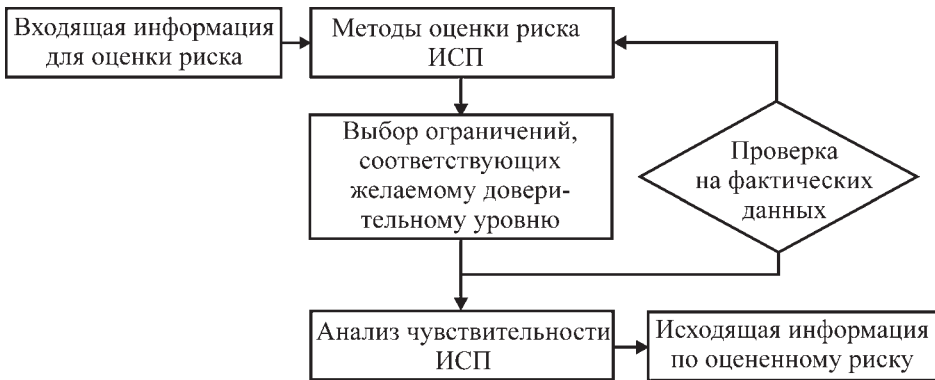 Входящая информация
для оценки риска
Методы оценки риска
ИСП
Выбор ограничений,
соответствующих
желаемому довери-
тельному уровню
Проверка
на фактических
данных
Анализ чувствительности
ИСП
Исходящая информация
по оцененному риску